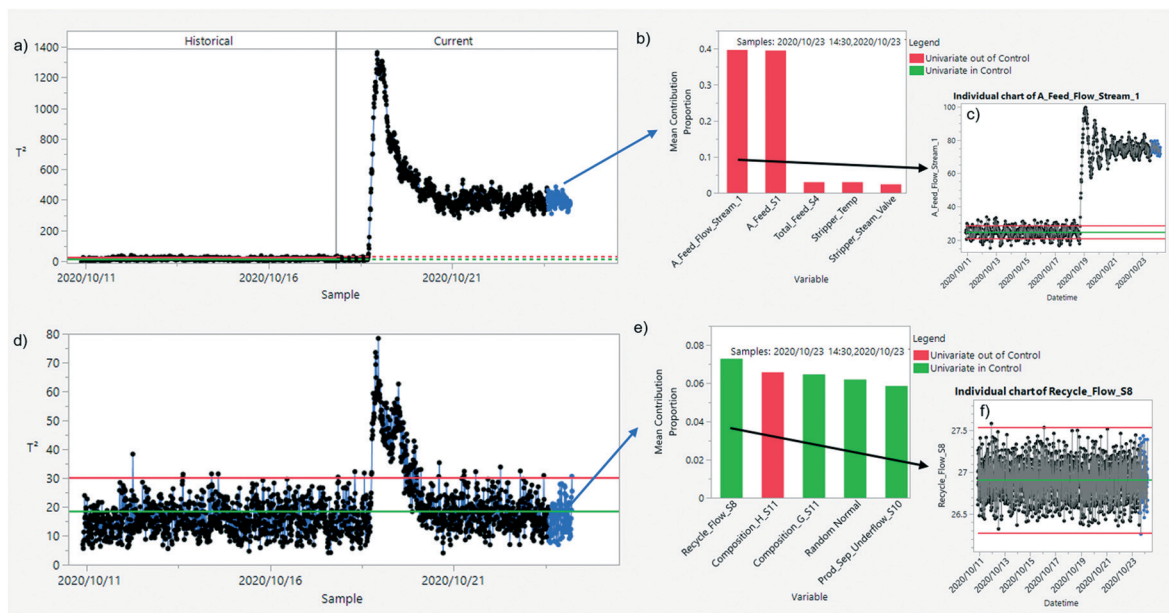 a)
Historical
Current
1400
1200
1000
800
600
400
200
0
T²
2020/10/11
2020/10/16
2020/10/21
Sample
b)
Samples: 2020/10/23 14:30,2020/10/23
0.4
0.3
0.2
0.1
0
Mean Contribution
Proportion
A_Feed_Flow_Stream_1
A_Feed_S1
Total_Feed_S4
Stripper_Temp
Stripper_Steam_Valve
Variable
Legend
Univariate out of Control
Univariate in Control
Individual chart of A_Feed_Flow_Stream_1
c)
100
80
60
40
20
A_Feed_Flow_Stream_1
2020/10/11
2020/10/13
2020/10/15
2020/10/17
2020/10/19
2020/10/21
2020/10/23
Datetime
d)
80
70
60
50
40
30
20
10
0
T²
2020/10/11
2020/10/16
2020/10/21
Sample
e)
Samples: 2020/10/23 14:30,2020/10/23
0.08
0.06
0.04
0.02
0
Mean Contribution
Proportion
Recycle_Flow_S8
Composition_H_S11
Composition_G_S11
Random Normal
Prod_Sep_Underflow_S10
Variable
Legend
Univariate out of Control
Univariate in Control
Individual chart of Recycle_Flow_S8
f)
27.5
27
26.5
Recycle_Flow_S8
2020/10/11
2020/10/13
2020/10/15
2020/10/17
2020/10/19
2020/10/21
2020/10/23
Datetime